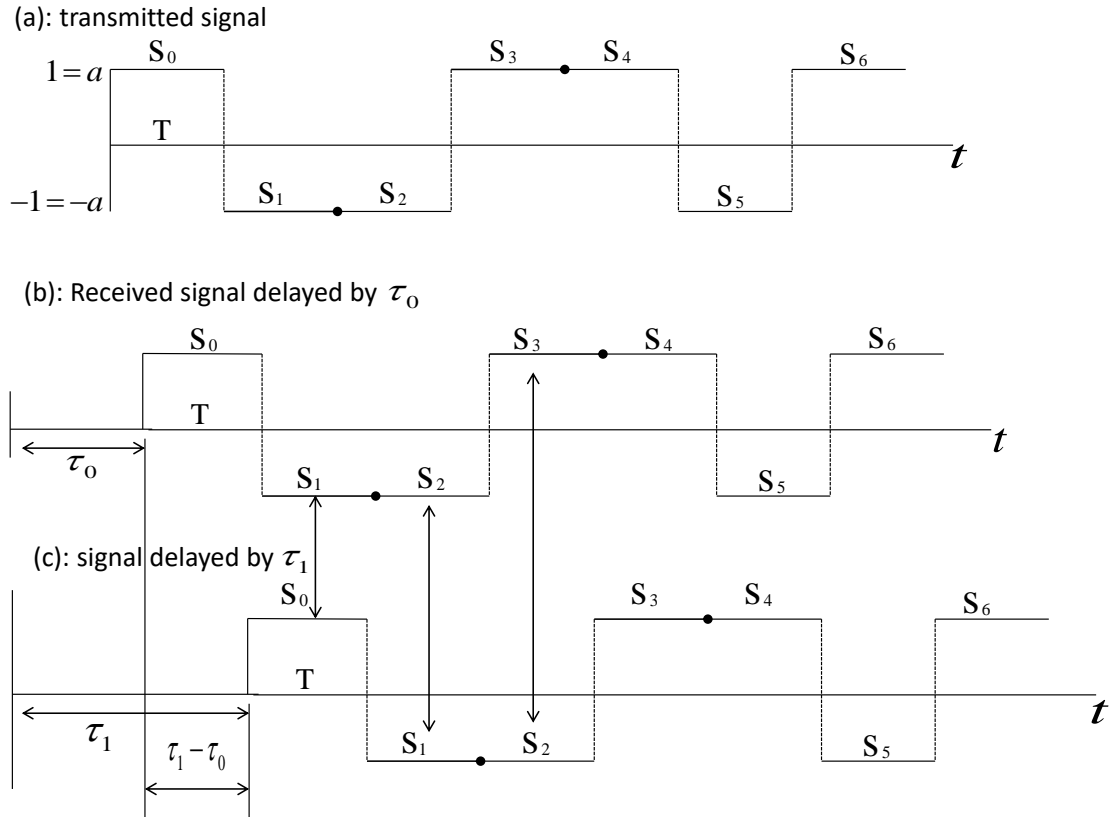 (a): transmitted signal
S₀ S₃ S₄ S₆
1=a
T
t
−1=−a
S₁ S₂ S₅
(b): Received signal delayed by τ₀
S₀ S₃ S₄ S₆
T
t
τ₀
S₁ S₂ S₅
(c): signal delayed by τ₁
S₀ S₃ S₄ S₆
T
t
τ₁
τ₁−τ₀
S₁ S₂ S₅